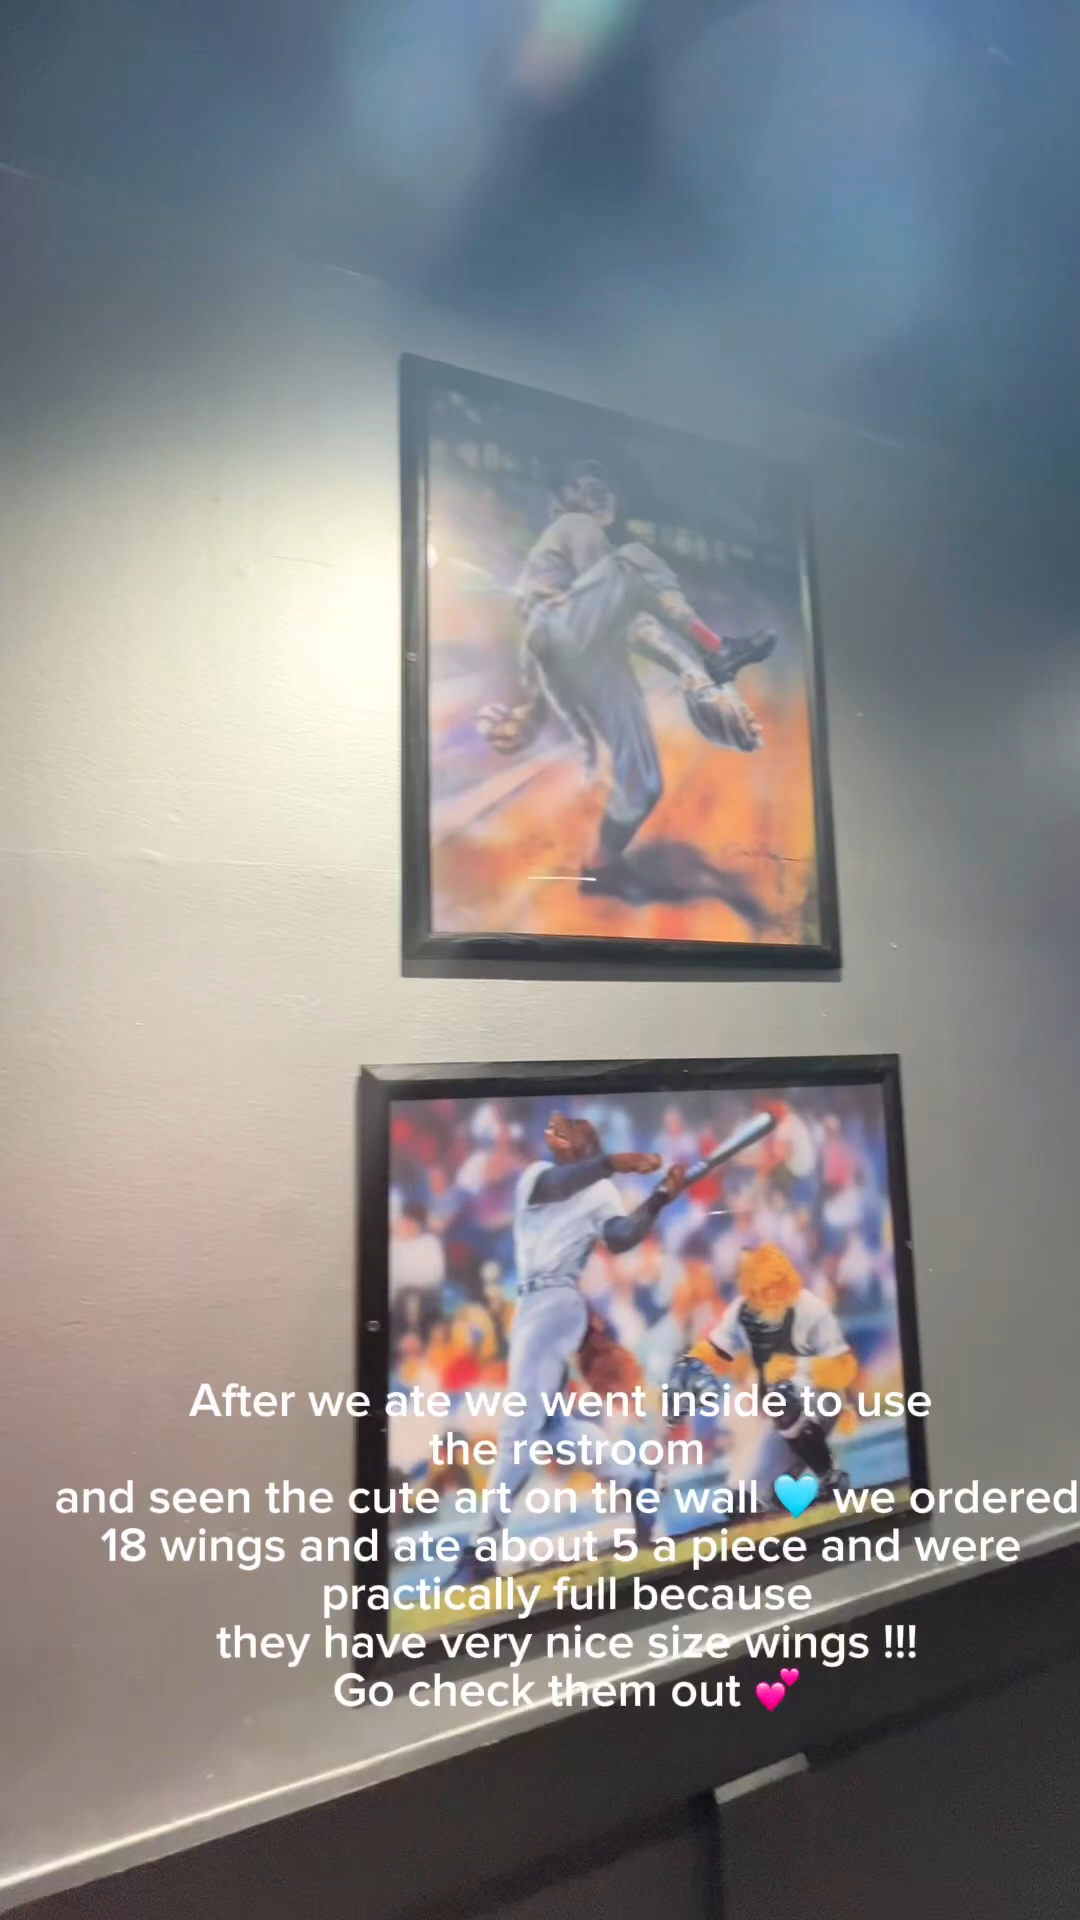 After we ate we went inside to use
the restroom
and seen the cute art on the wall 🩵 we ordered
18 wings and ate about 5 a piece and were
practically full because
they have very nice size wings !!!
Go check them out 💕